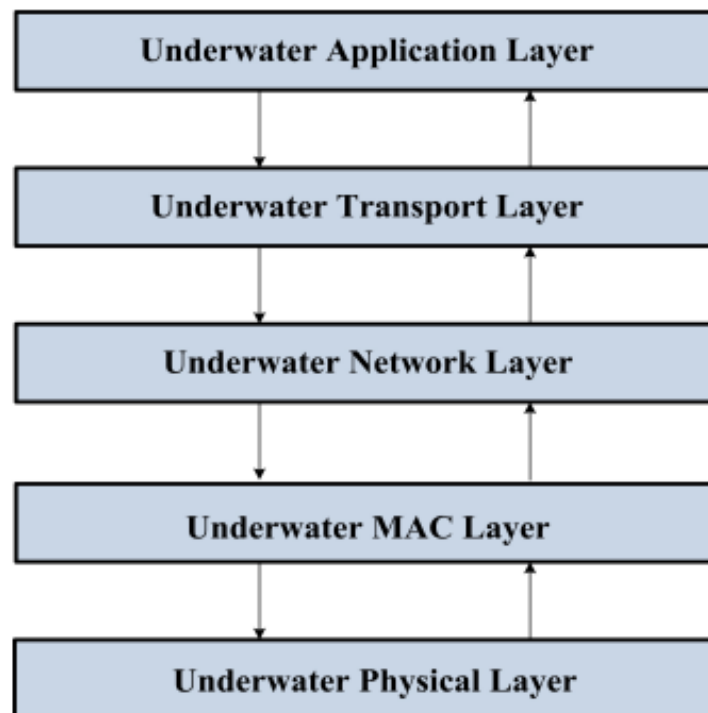 Underwater Application Layer
Underwater Transport Layer
Underwater Network Layer
Underwater MAC Layer
Underwater Physical Layer